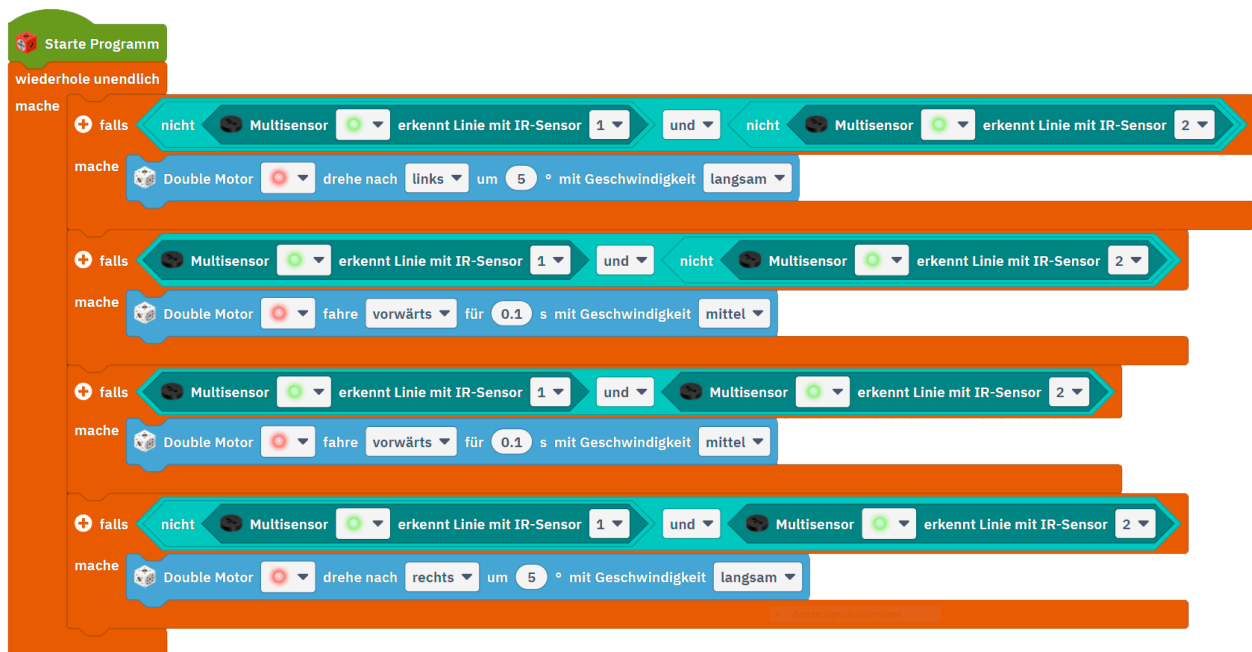 Starte Programm
wiederhole unendlich
mache
falls nicht Multisensor erkennt Linie mit IR-Sensor 1 und nicht Multisensor erkennt Linie mit IR-Sensor 2
mache Double Motor drehe nach links um 5 ° mit Geschwindigkeit langsam
falls Multisensor erkennt Linie mit IR-Sensor 1 und nicht Multisensor erkennt Linie mit IR-Sensor 2
mache Double Motor fahre vorwärts für 0.1 s mit Geschwindigkeit mittel
falls Multisensor erkennt Linie mit IR-Sensor 1 und Multisensor erkennt Linie mit IR-Sensor 2
mache Double Motor fahre vorwärts für 0.1 s mit Geschwindigkeit mittel
falls nicht Multisensor erkennt Linie mit IR-Sensor 1 und Multisensor erkennt Linie mit IR-Sensor 2
mache Double Motor drehe nach rechts um 5 ° mit Geschwindigkeit langsam